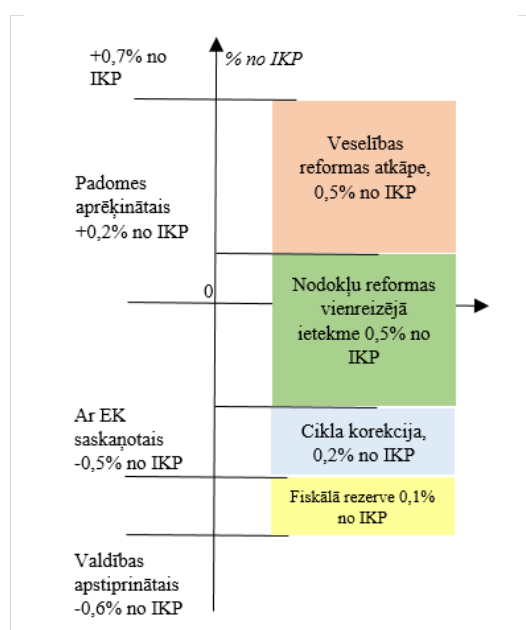 +0,7% no
IKP
% no IKP
Veselības
reformas atkāpe,
0,5% no IKP
Padomes
aprēķinātais
+0,2% no IKP
0
Nodokļu reformas
vienreizējā
ietekme 0,5% no
IKP
Ar EK
saskaņotais
-0,5% no IKP
Cikla korekcija,
0,2% no IKP
Fiskālā rezerve 0,1%
no IKP
Valdības
apstiprinātais
-0,6% no IKP